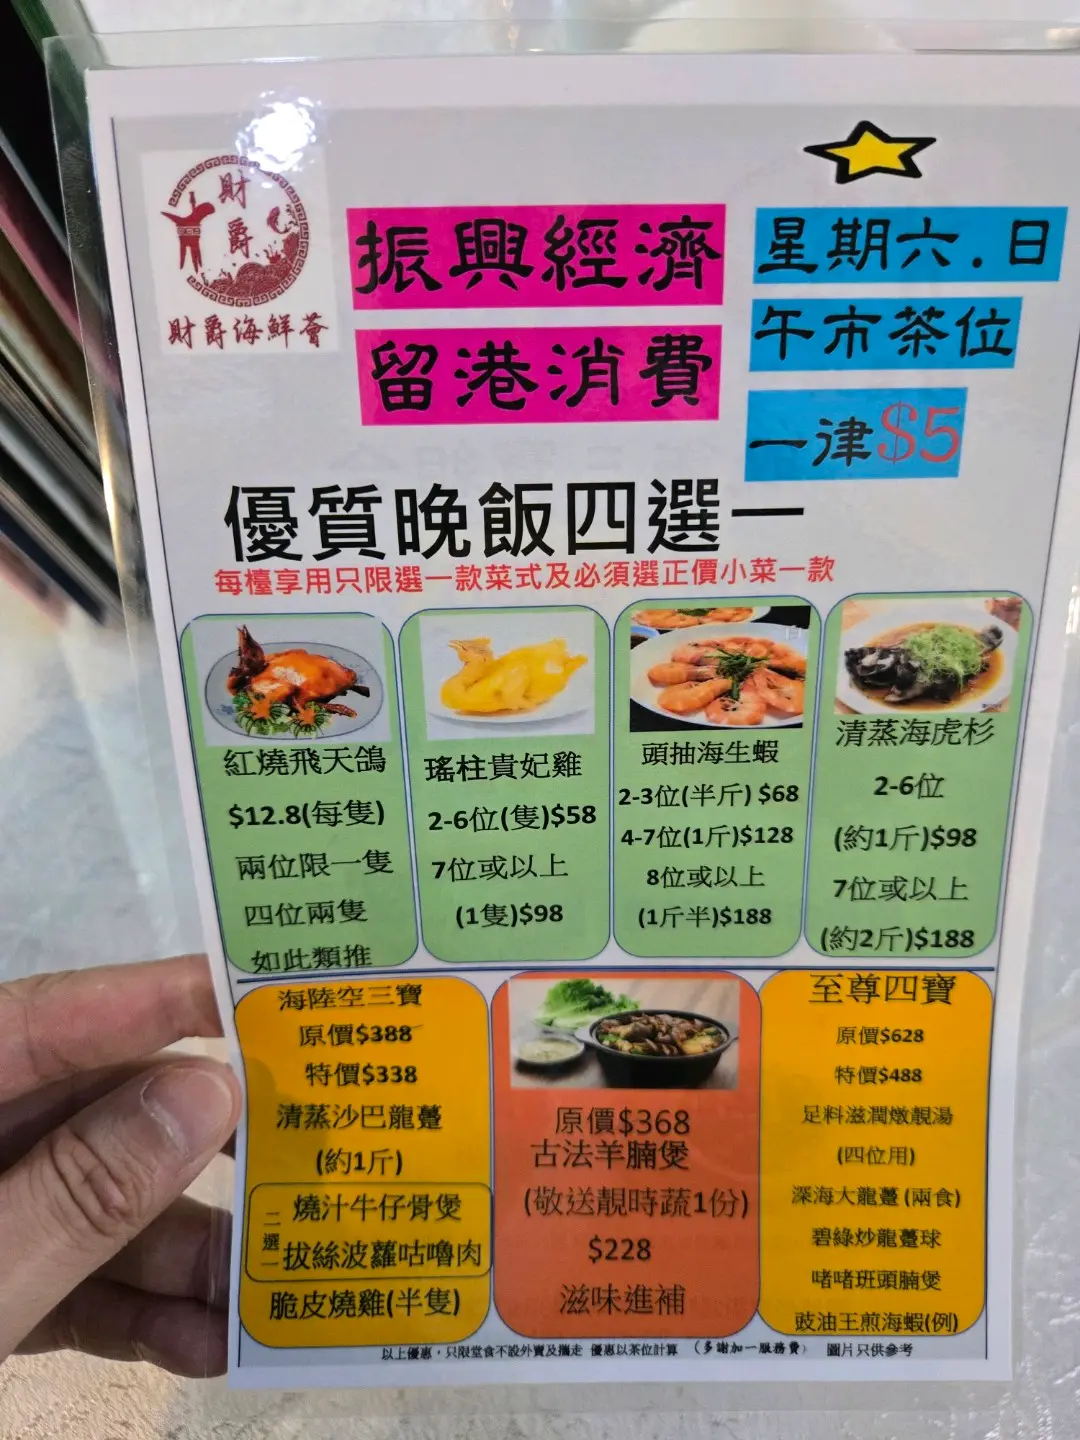 財
爵
財爵海鮮薈
振興經濟
留港消費
星期六.日
午市茶位
一律$5
優質晚飯四選一
每檯享用只限選一款菜式及必須選正價小菜一款
紅燒飛天鴿
$12.8(每隻)
兩位限一隻
四位兩隻
如此類推
瑤柱貴妃雞
2-6位(隻)$58
7位或以上
(1隻)$98
頭抽海生蝦
2-3位(半斤) $68
4-7位(1斤)$128
8位或以上
(1斤半)$188
清蒸海虎杉
2-6位
(約1斤)$98
7位或以上
(約2斤)$188
海陸空三寶
原價$388
特價$338
清蒸沙巴龍躉
(約1斤)
二選一
燒汁牛仔骨煲
拔絲波蘿咕嚕肉
脆皮燒雞(半隻)
原價$368
古法羊腩煲
(敬送靚時蔬1份)
$228
滋味進補
至尊四寶
原價$628
特價$488
足料滋潤燉靚湯
(四位用)
深海大龍躉(兩食)
碧綠炒龍躉球
啫啫班頭腩煲
豉油王煎海蝦(例)
以上優惠，只限堂食不設外賣及攜走 優惠以茶位計算 （多謝加一服務費） 圖片只供參考